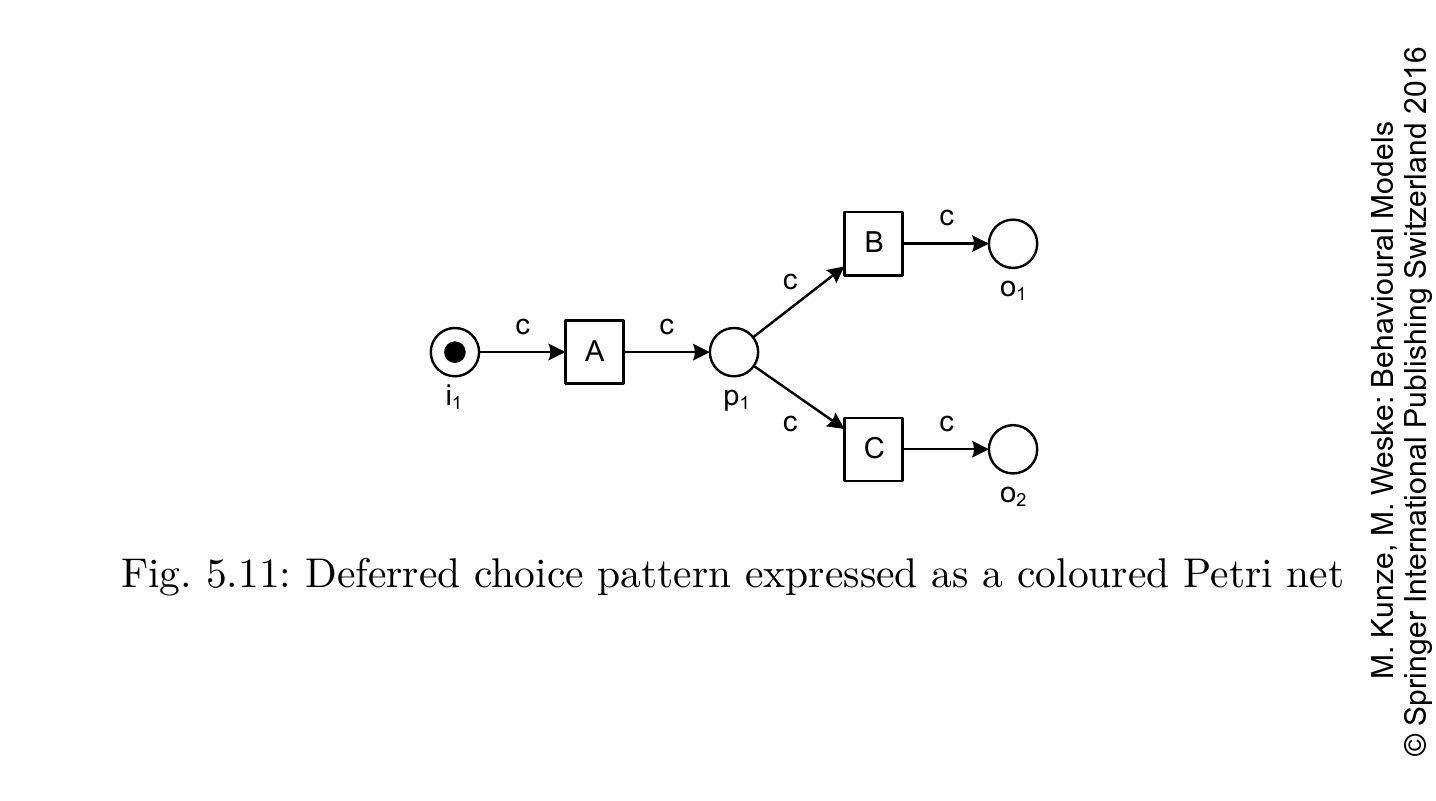 B
c
o₁
c
c
A
c
i₁
p₁
c
C
c
o₂
Fig. 5.11: Deferred choice pattern expressed as a coloured Petri net
M. Kunze, M. Weske: Behavioural Models
© Springer International Publishing Switzerland 2016